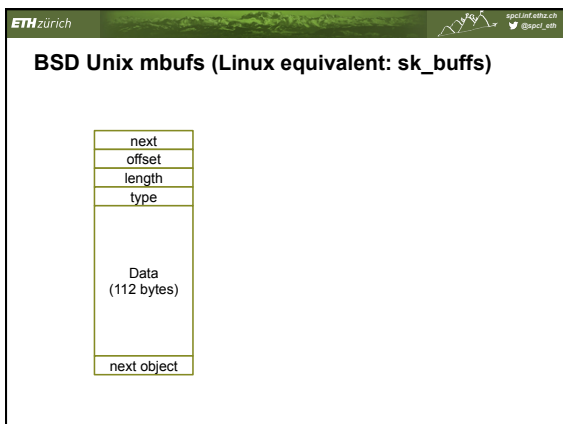 ETH zürich
spcl.inf.ethz.ch
@spcl_eth
BSD Unix mbufs (Linux equivalent: sk_buffs)
next
offset
length
type
Data
(112 bytes)
next object